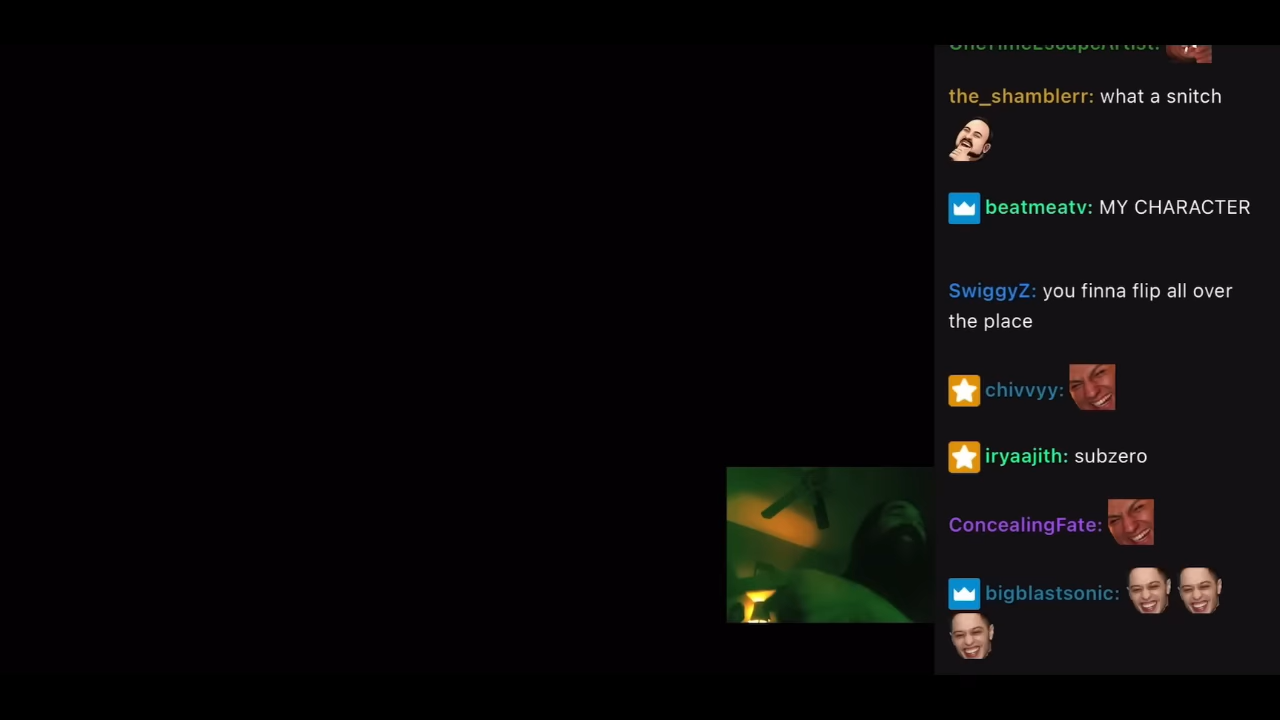 OneTimeEscapeArtist:
the_shamblerr: what a snitch
beatmeatv: MY CHARACTER
SwiggyZ: you finna flip all over
the place
chivvyy:
iryaajith: subzero
ConcealingFate:
bigblastsonic: